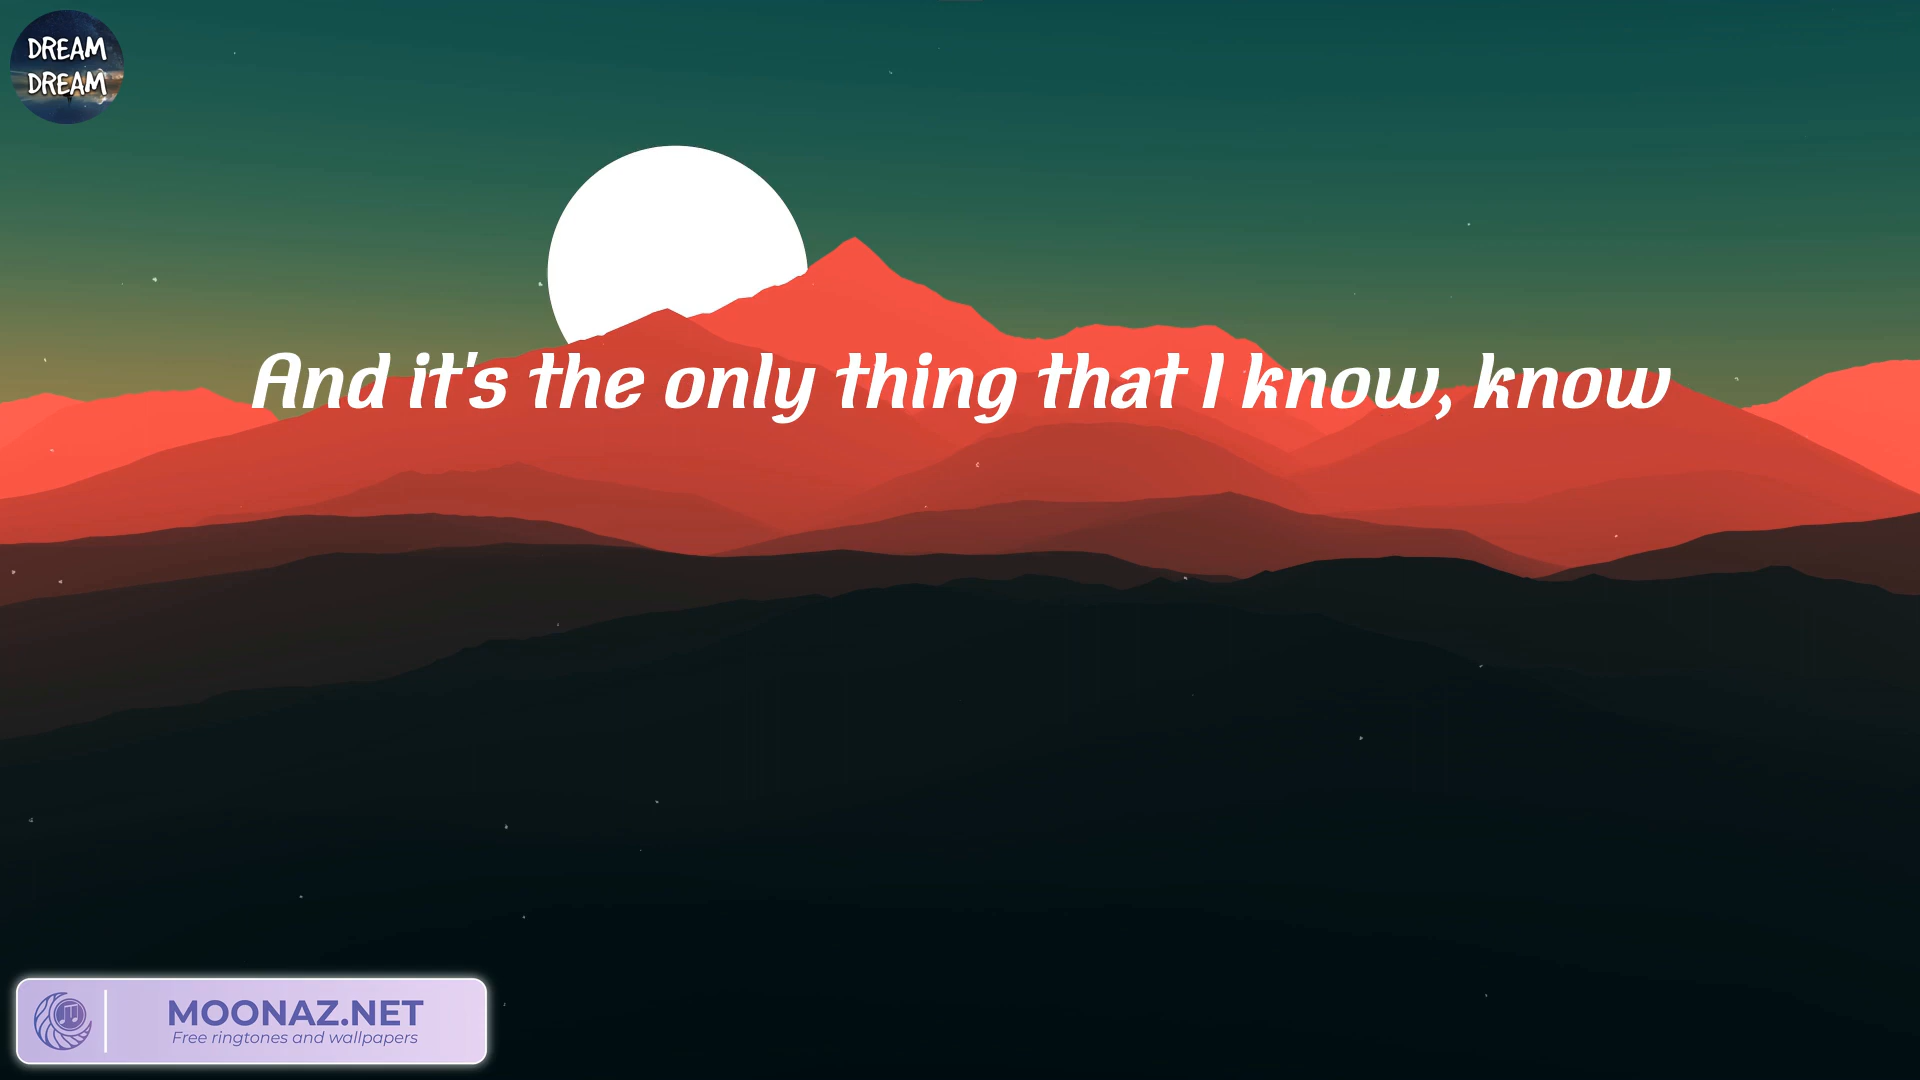 DREAM
DREAM
And it's the only thing that I know, know
MOONAZ.NET
Free ringtones and wallpapers